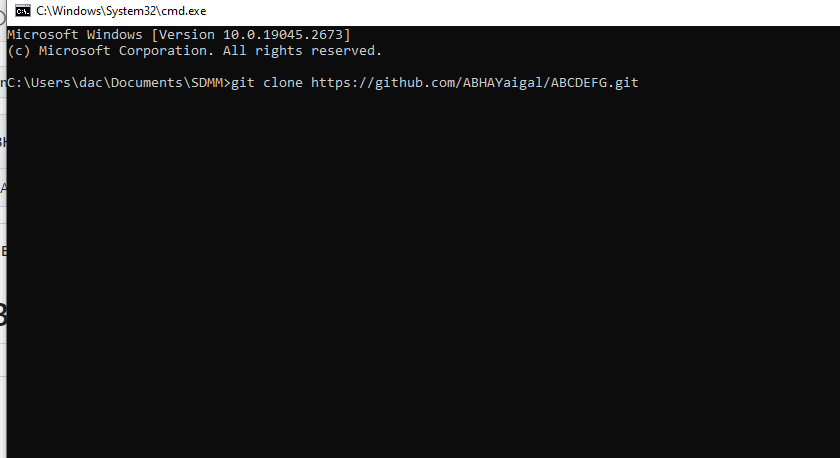 C:\Windows\System32\cmd.exe
Microsoft Windows [Version 10.0.19045.2673]
(c) Microsoft Corporation. All rights reserved.
C:\Users\dac\Documents\SDMM>git clone https://github.com/ABHAYaigal/ABCDEFG.git